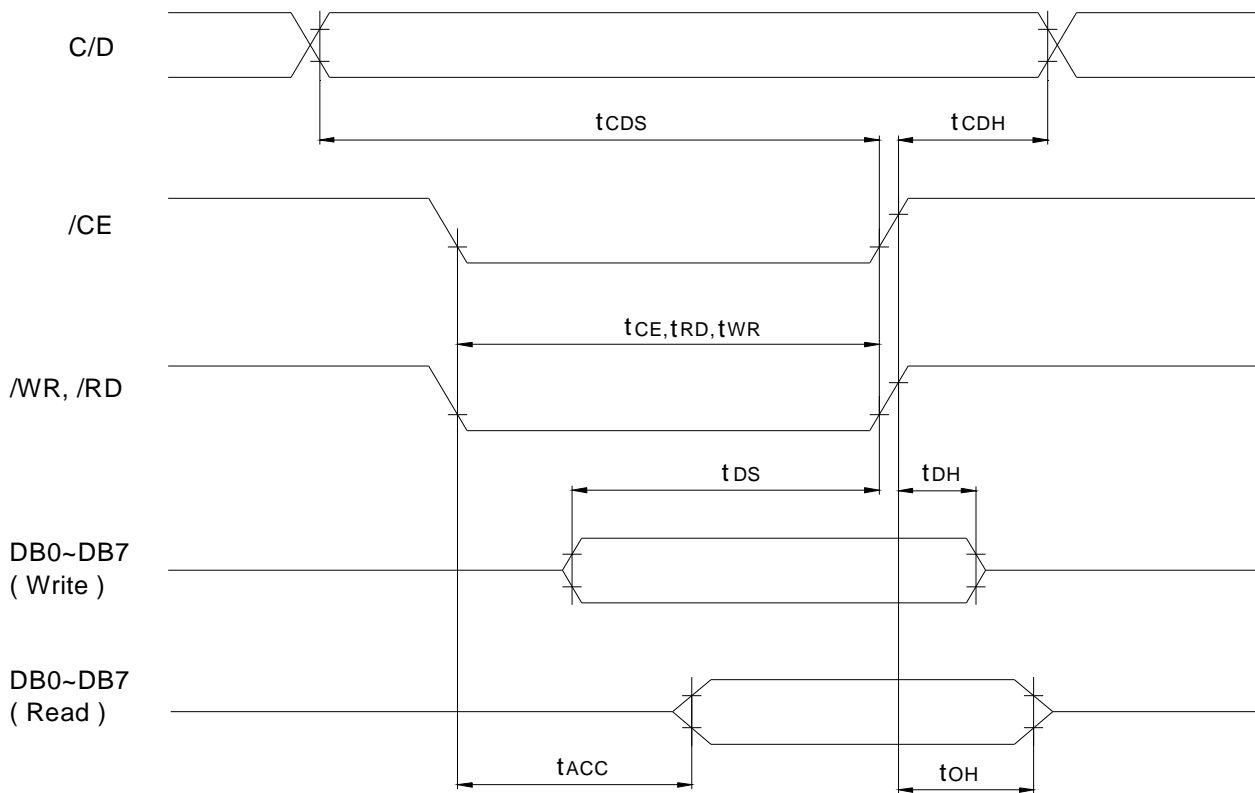 C/D
tCDS
tCDH
/CE
tCE,tRD,tWR
/WR, /RD
tDS
tDH
DB0~DB7
( Write )
DB0~DB7
( Read )
tACC
tOH